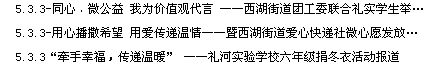 5.3.3-同心，微公益 我为价值观代言 ——西湖街道团工委联合礼实学生举…
5.3.3-用心播撒希望 用爱传递温情——暨西湖街道爱心快递社微心愿发放…
5.3.3“牵手幸福，传递温暖” ——礼河实验学校六年级捐冬衣活动报道